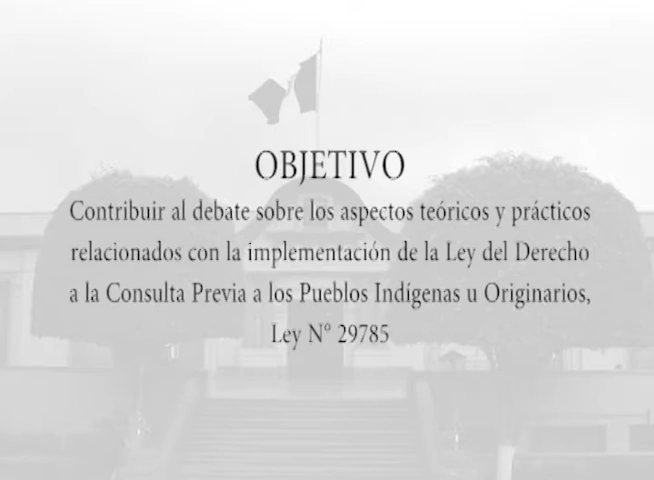 OBJETIVO
Contribuir al debate sobre los aspectos teóricos y prácticos
relacionados con la implementación de la Ley del Derecho
a la Consulta Previa a los Pueblos Indígenas u Originarios,
Ley N° 29785